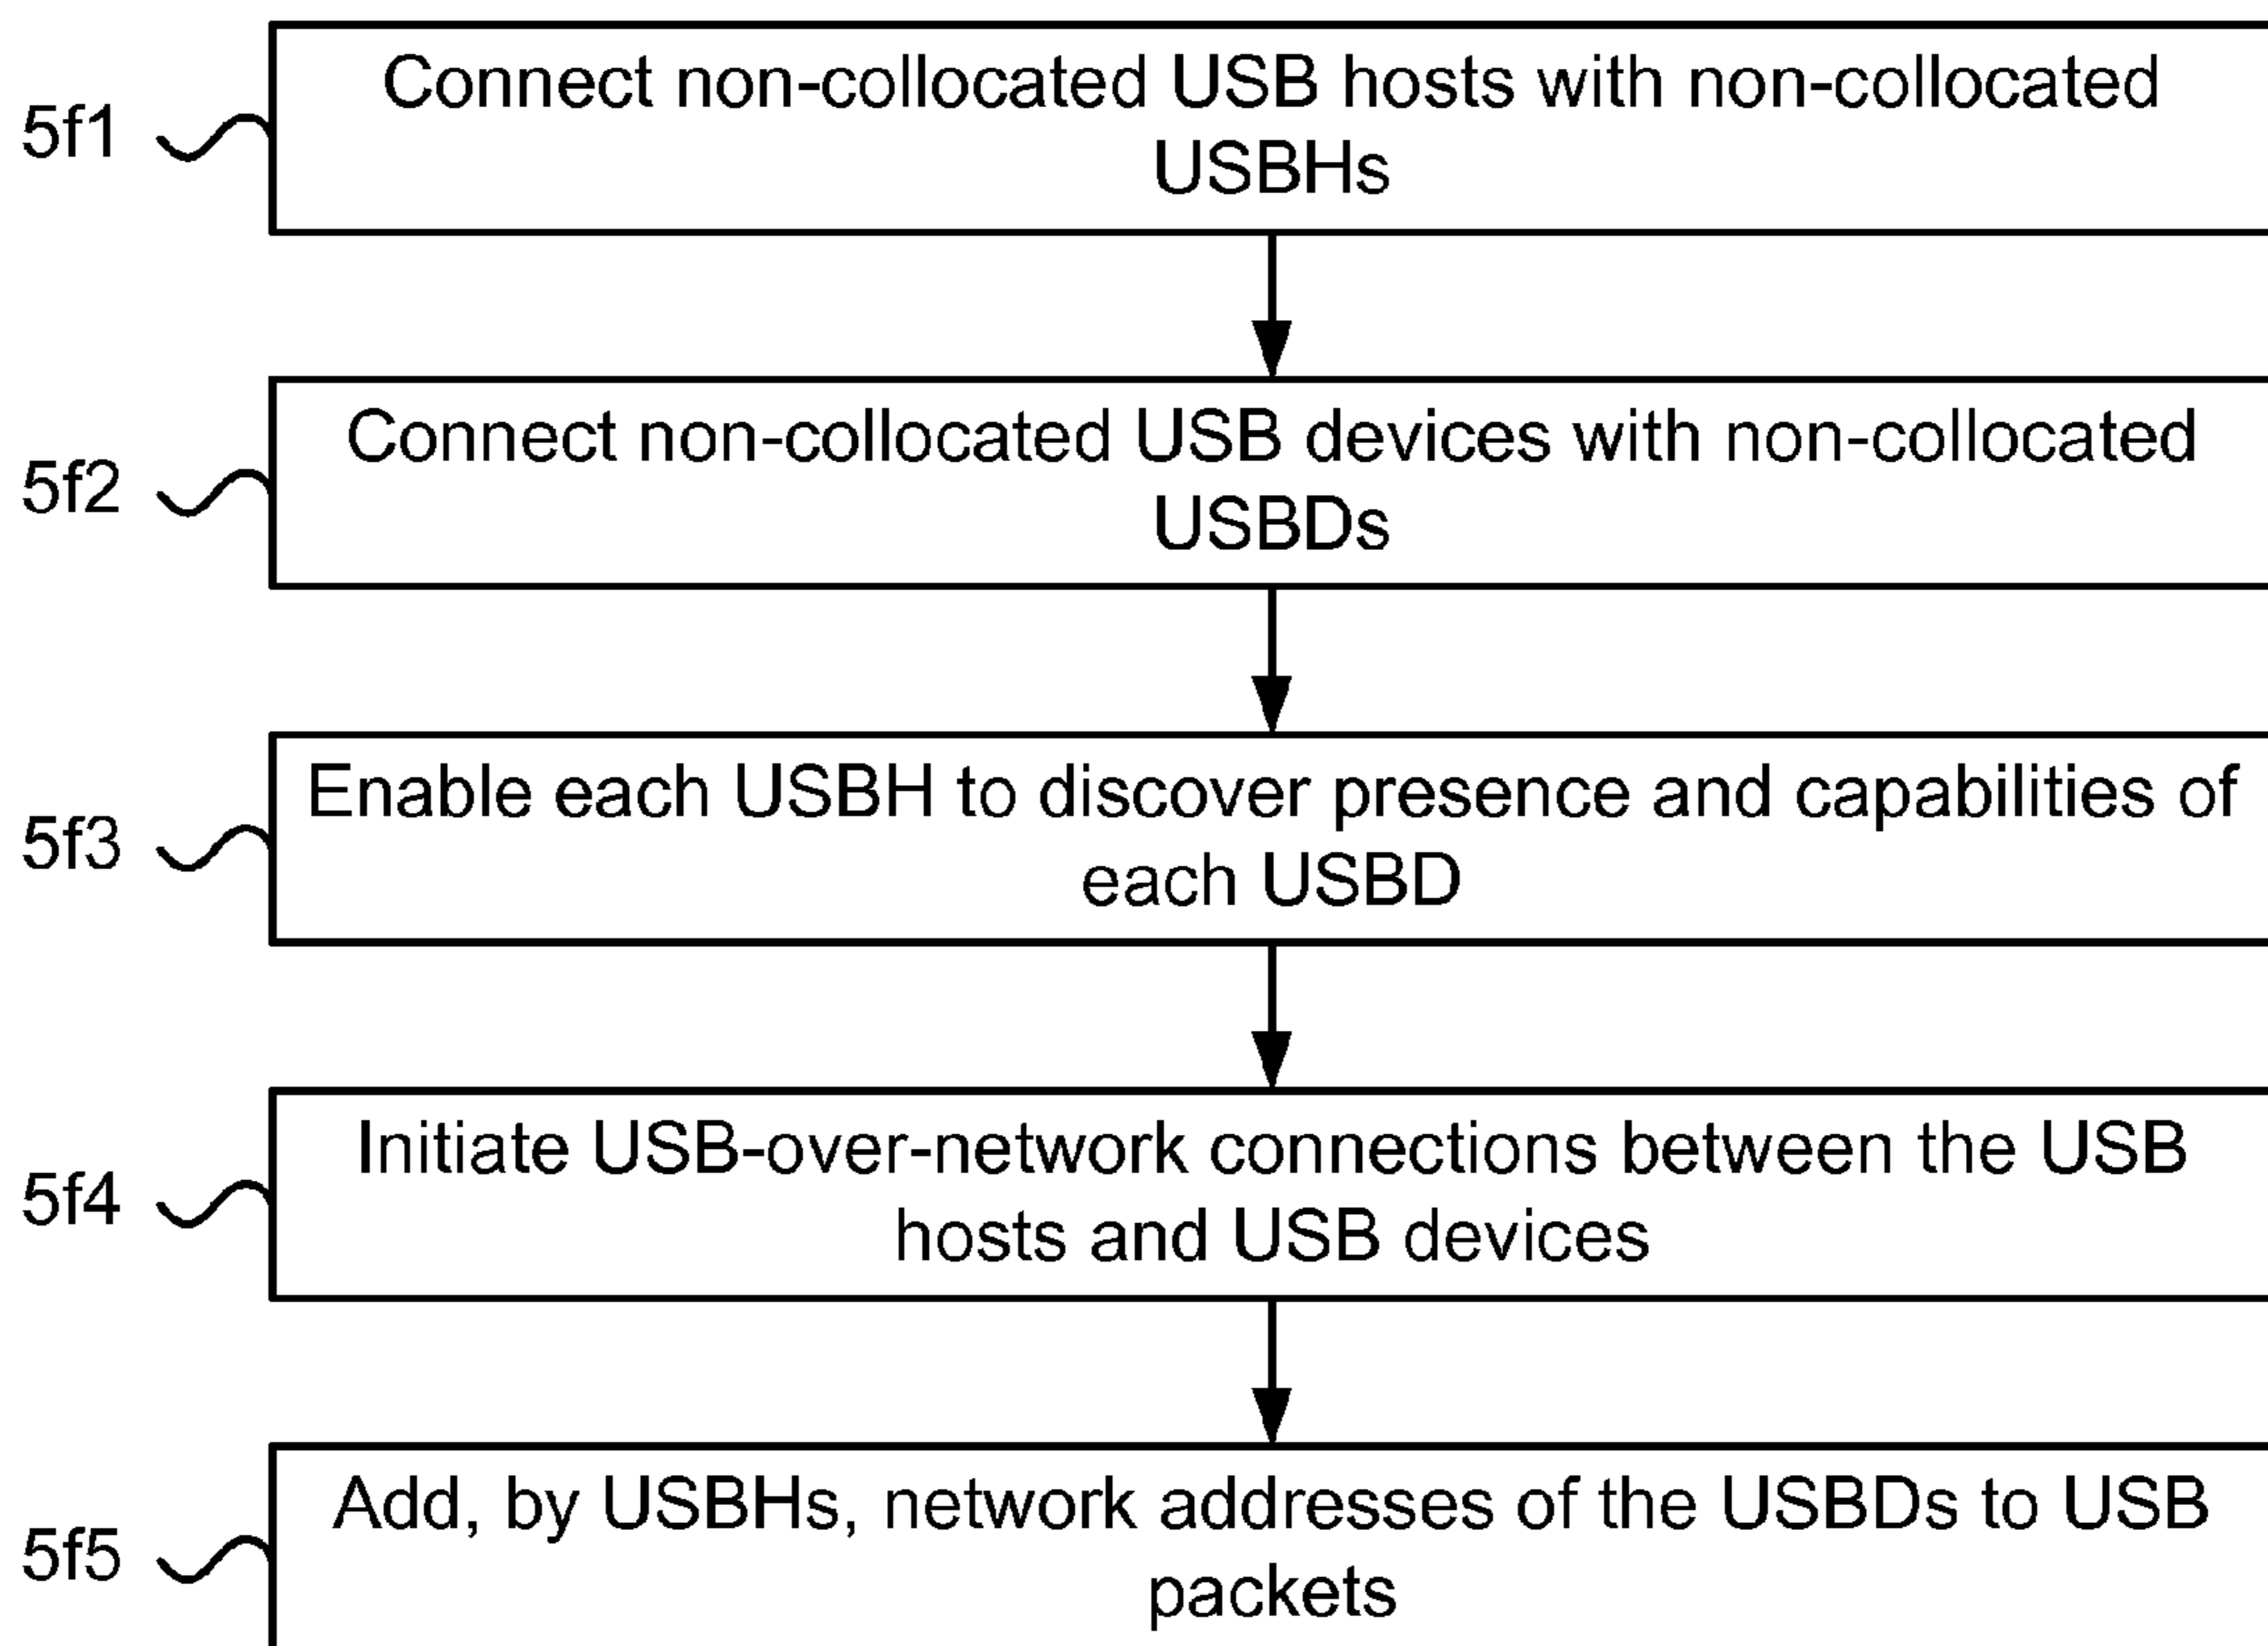 5f1
Connect non-collocated USB hosts with non-collocated
USBHs
5f2
Connect non-collocated USB devices with non-collocated
USBDs
5f3
Enable each USBH to discover presence and capabilities of
each USBD
5f4
Initiate USB-over-network connections between the USB
hosts and USB devices
5f5
Add, by USBHs, network addresses of the USBDs to USB
packets